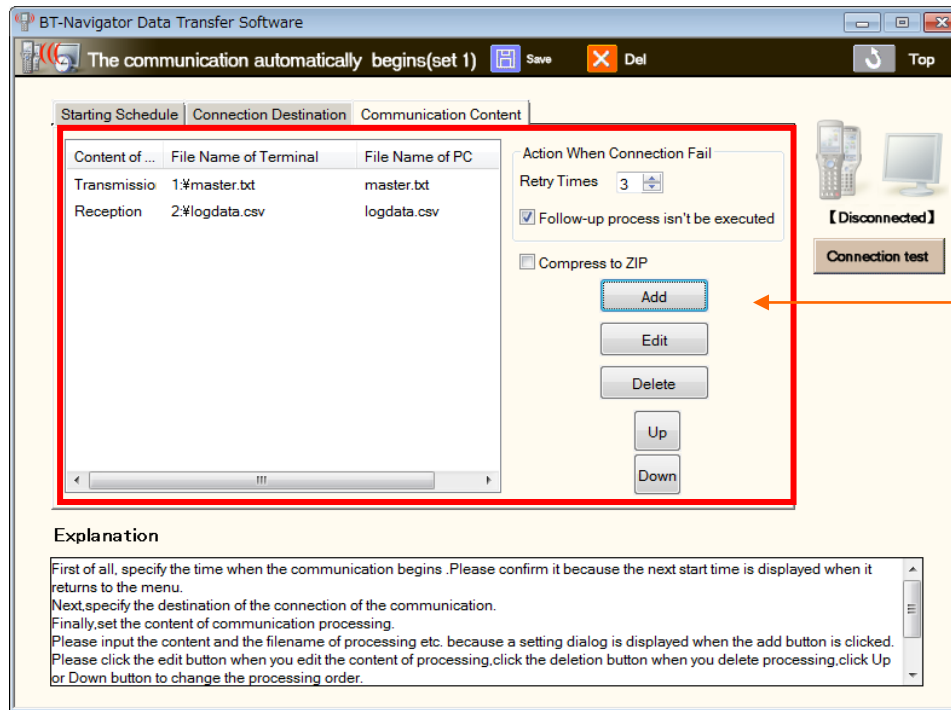 BT-Navigator Data Transfer Software
The communication automatically begins(set 1) Save Del Top
Starting Schedule Connection Destination Communication Content
Content of ... File Name of Terminal File Name of PC
Transmissio 1:¥master.txt master.txt
Reception 2:¥logdata.csv logdata.csv
Action When Connection Fail
Retry Times 3
Follow-up process isn't be executed
Compress to ZIP
Add
Edit
Delete
Up
Down
【Disconnected】
Connection test
Explanation
First of all, specify the time when the communication begins .Please confirm it because the next start time is displayed when it
returns to the menu.
Next,specify the destination of the connection of the communication.
Finally,set the content of communication processing.
Please input the content and the filename of processing etc. because a setting dialog is displayed when the add button is clicked.
Please click the edit button when you edit the content of processing,click the deletion button when you delete processing,click Up
or Down button to change the processing order.